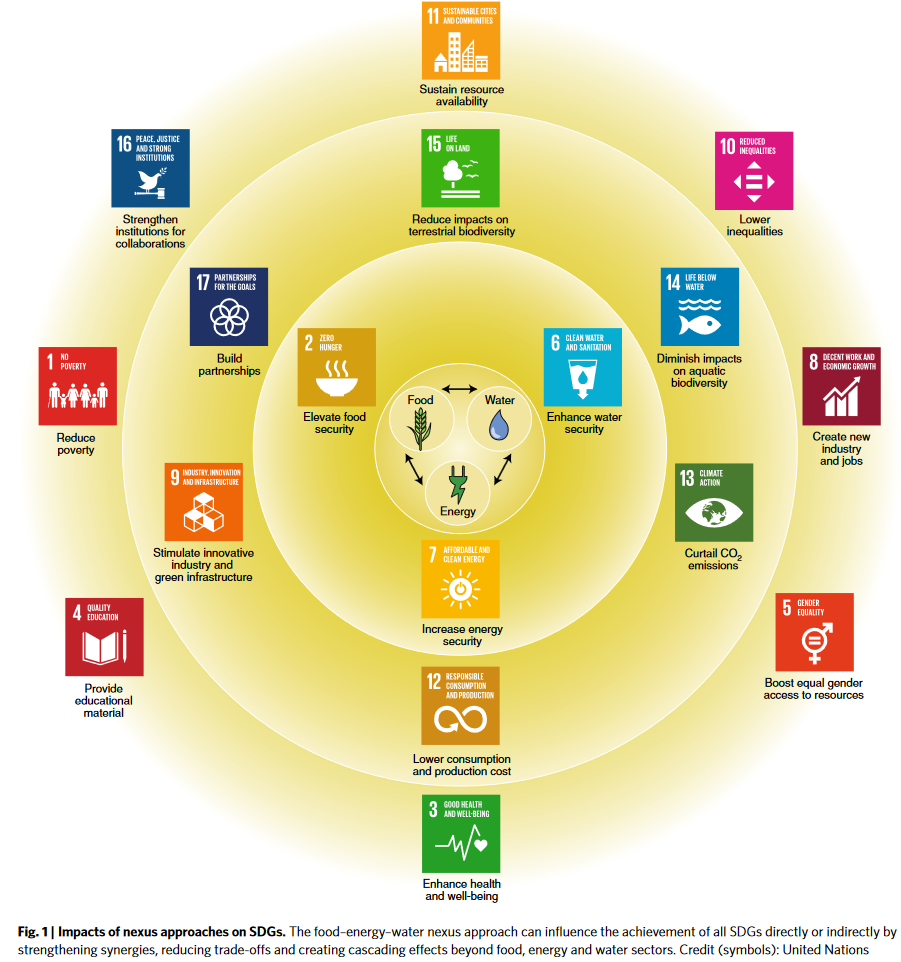 11 SUSTAINABLE CITIES
AND COMMUNITIES
Sustain resource
availability
16 PEACE, JUSTICE
AND STRONG
INSTITUTIONS
Strengthen
institutions for
collaborations
15 LIFE
ON LAND
Reduce impacts on
terrestrial biodiversity
10 REDUCED
INEQUALITIES
Lower
inequalities
17 PARTNERSHIPS
FOR THE GOALS
Build
partnerships
14 LIFE BELOW
WATER
Diminish impacts
on aquatic
biodiversity
2 ZERO
HUNGER
Elevate food
security
6 CLEAN WATER
AND SANITATION
Enhance water
security
1 NO
POVERTY
Reduce
poverty
8 DECENT WORK AND
ECONOMIC GROWTH
Create new
industry
and jobs
Food
Water
Energy
9 INDUSTRY, INNOVATION
AND INFRASTRUCTURE
Stimulate innovative
industry and
green infrastructure
13 CLIMATE
ACTION
Curtail CO2
emissions
7 AFFORDABLE AND
CLEAN ENERGY
Increase energy
security
4 QUALITY
EDUCATION
Provide
educational
material
5 GENDER
EQUALITY
Boost equal gender
access to resources
12 RESPONSIBLE
CONSUMPTION
AND PRODUCTION
Lower consumption
and production cost
3 GOOD HEALTH
AND WELL-BEING
Enhance health
and well-being
Fig. 1 | Impacts of nexus approaches on SDGs. The food–energy–water nexus approach can influence the achievement of all SDGs directly or indirectly by
strengthening synergies, reducing trade-offs and creating cascading effects beyond food, energy and water sectors. Credit (symbols): United Nations